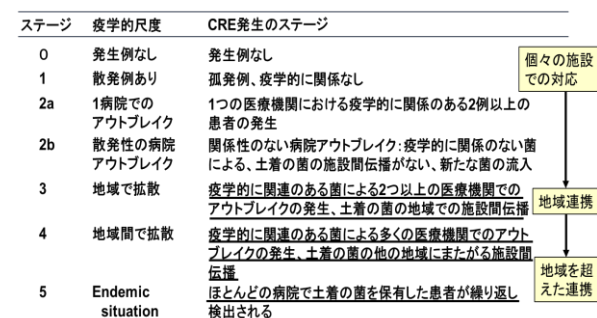 ステージ 疫学的尺度 CRE発生のステージ
0 発生例なし 発生例なし
1 散発例あり 孤発例、疫学的に関係なし
2a 1病院での アウトブレイク 1つの医療機関における疫学的に関係のある2例以上の
患者の発生
2b 散発性の病院 アウトブレイク 関係性のない病院アウトブレイク：疫学的に関係のない菌
による、土着の菌の施設間伝播がない、新たな菌の流入
3 地域で拡散 疫学的に関連のある菌による2つ以上の医療機関での
アウトブレイクの発生、土着の菌の地域での施設間伝播
4 地域間で拡散 疫学的に関連のある菌による多くの医療機関でのアウト
ブレイクの発生、土着の菌の他の地域にまたがる施設間
伝播
5 Endemic situation ほとんどの病院で土着の菌を保有した患者が繰り返し
検出される
個々の施設
での対応
地域連携
地域を超
えた連携